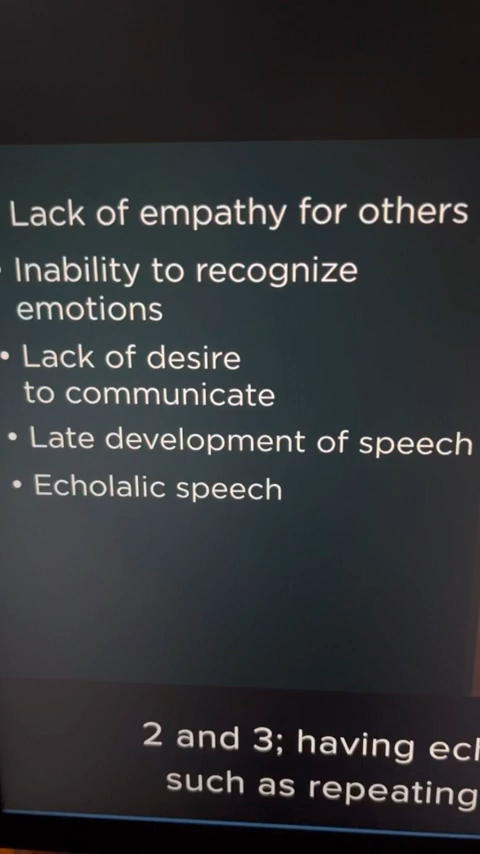 Lack of empathy for others
• Inability to recognize
emotions
• Lack of desire
to communicate
• Late development of speech
• Echolalic speech
2 and 3; having
such as repeating